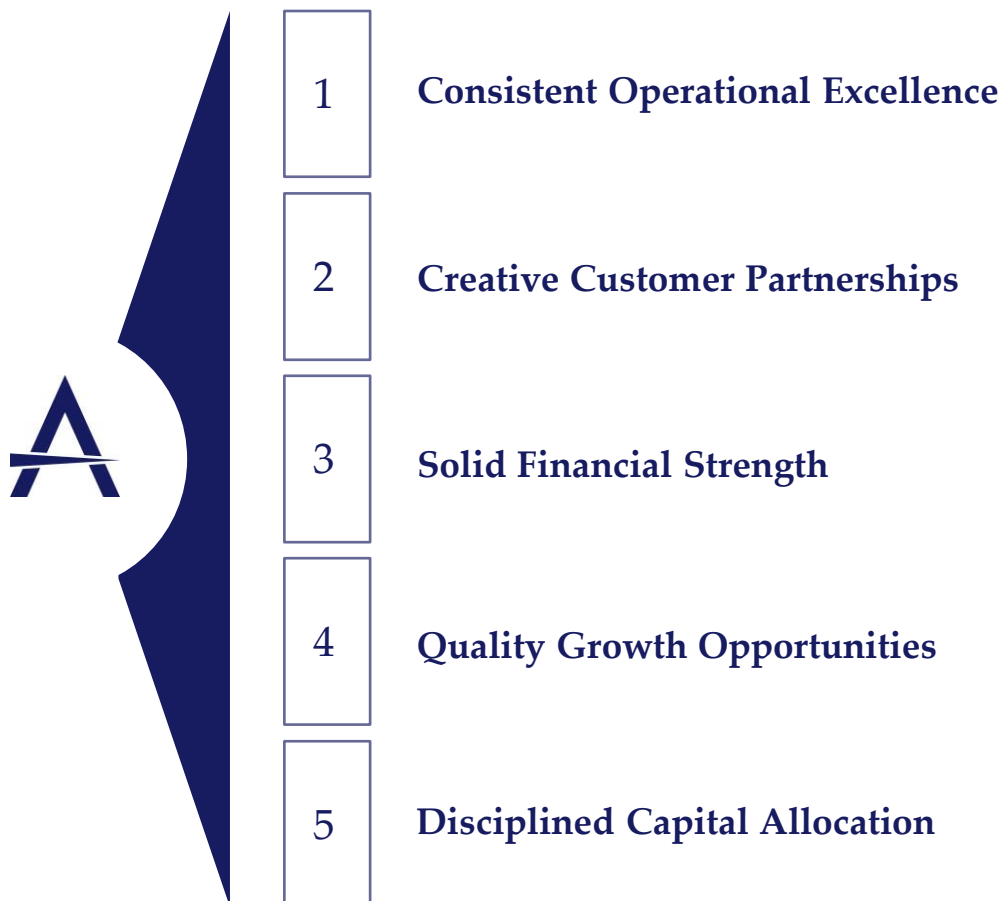 1 Consistent Operational Excellence
2 Creative Customer Partnerships
3 Solid Financial Strength
4 Quality Growth Opportunities
5 Disciplined Capital Allocation